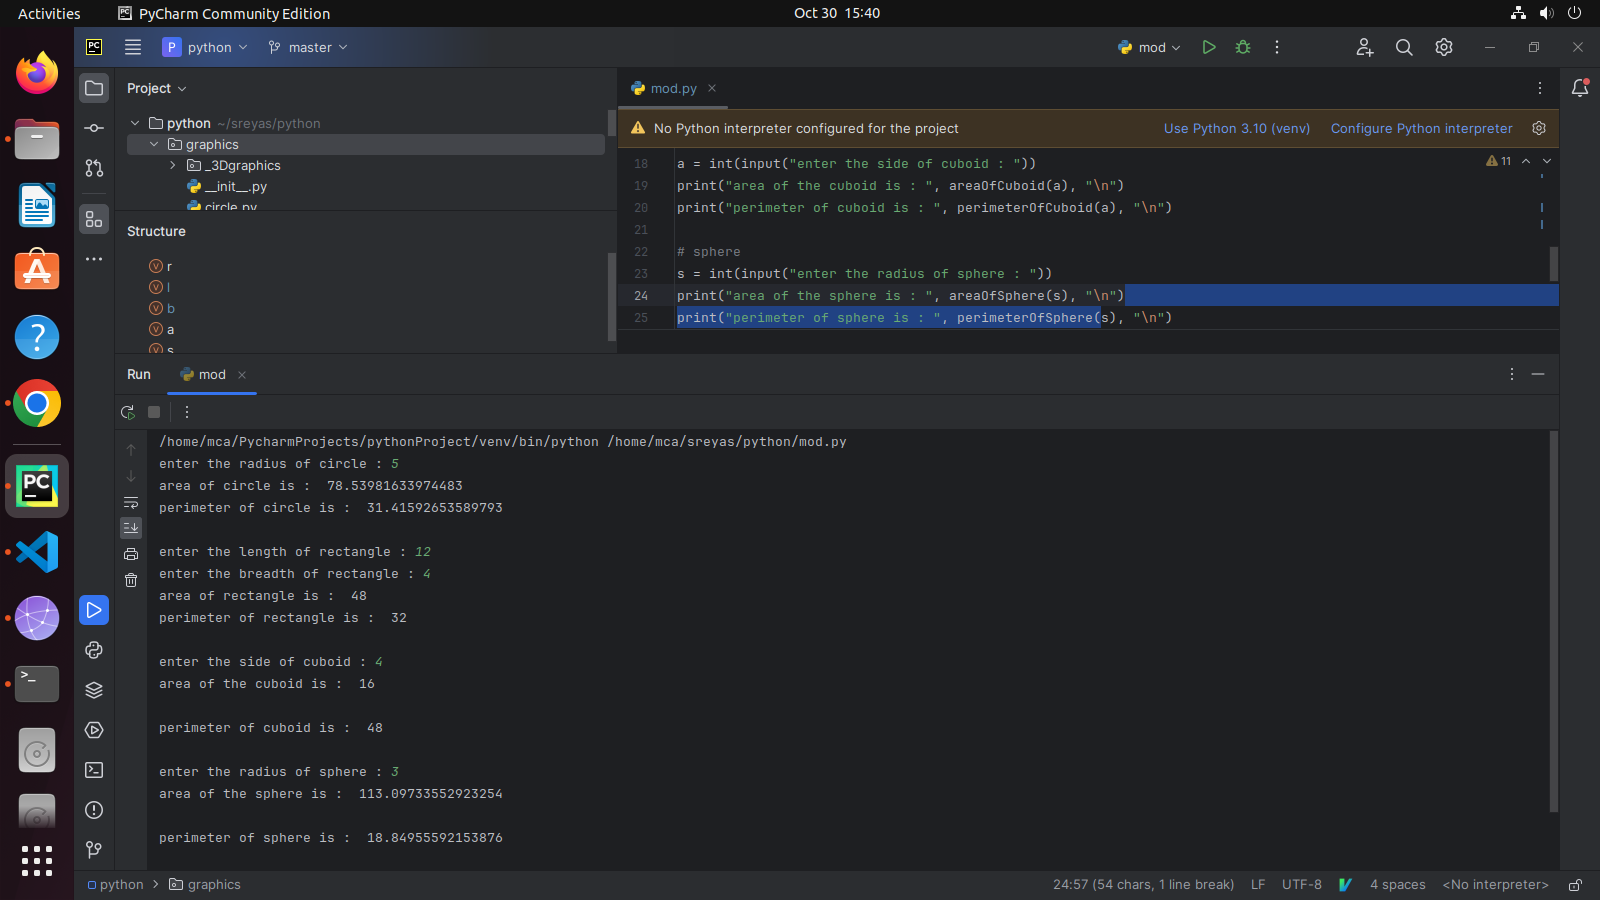 Activities
PyCharm Community Edition
Oct 30 15:40
PC
P python
master
mod
Project
mod.py
python ~/sreyas/python
graphics
_3Dgraphics
__init__.py
circle.py
No Python interpreter configured for the project
Use Python 3.10 (venv)
Configure Python interpreter
18 a = int(input("enter the side of cuboid : "))
11
19 print("area of the cuboid is : ", areaOfCuboid(a), "\n")
20 print("perimeter of cuboid is : ", perimeterOfCuboid(a), "\n")
21
22 # sphere
23 s = int(input("enter the radius of sphere : "))
24 print("area of the sphere is : ", areaOfSphere(s), "\n")
25 print("perimeter of sphere is : ", perimeterOfSphere(s), "\n")
Structure
V r
V l
V b
V a
V s
Run
mod
/home/mca/PycharmProjects/pythonProject/venv/bin/python /home/mca/sreyas/python/mod.py
enter the radius of circle : 5
area of circle is :  78.53981633974483
perimeter of circle is :  31.41592653589793
enter the length of rectangle : 12
enter the breadth of rectangle : 4
area of rectangle is :  48
perimeter of rectangle is :  32
enter the side of cuboid : 4
area of the cuboid is :  16
perimeter of cuboid is :  48
enter the radius of sphere : 3
area of the sphere is :  113.09733552923254
perimeter of sphere is :  18.84955592153876
PC
python > graphics
24:57 (54 chars, 1 line break)
LF
UTF-8
4 spaces
<No interpreter>